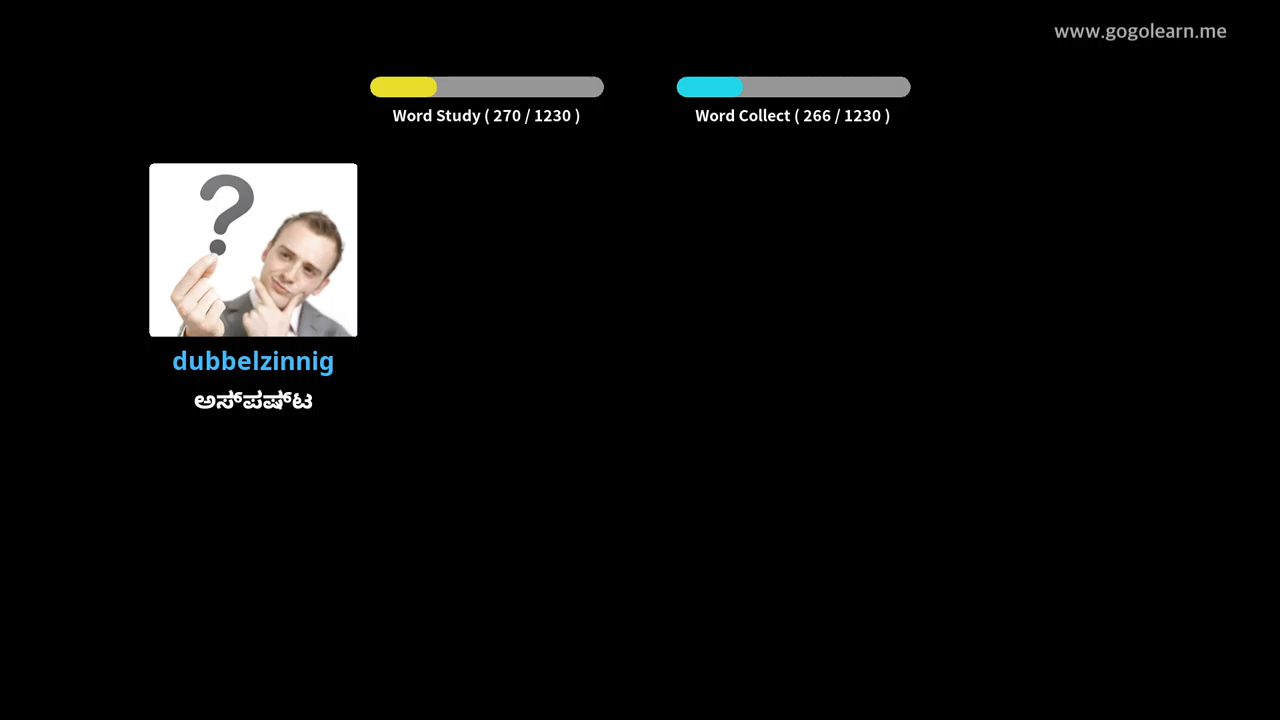 www.gogolearn.me
Word Study ( 270 / 1230 )
Word Collect ( 266 / 1230 )
?
dubbelzinnig
ಅಸ್‌ಪಷ್‌ಟ